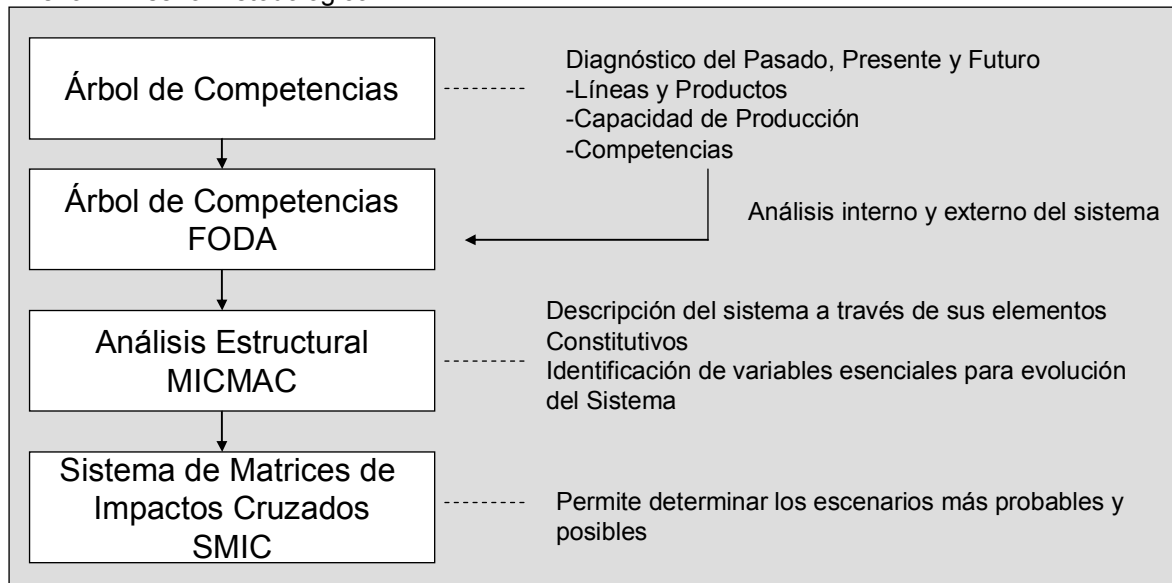 Árbol de Competencias
Diagnóstico del Pasado, Presente y Futuro
-Líneas y Productos
-Capacidad de Producción
-Competencias
Árbol de Competencias
FODA
Análisis interno y externo del sistema
Análisis Estructural
MICMAC
Descripción del sistema a través de sus elementos
Constitutivos
Identificación de variables esenciales para evolución
del Sistema
Sistema de Matrices de
Impactos Cruzados
SMIC
Permite determinar los escenarios más probables y
posibles